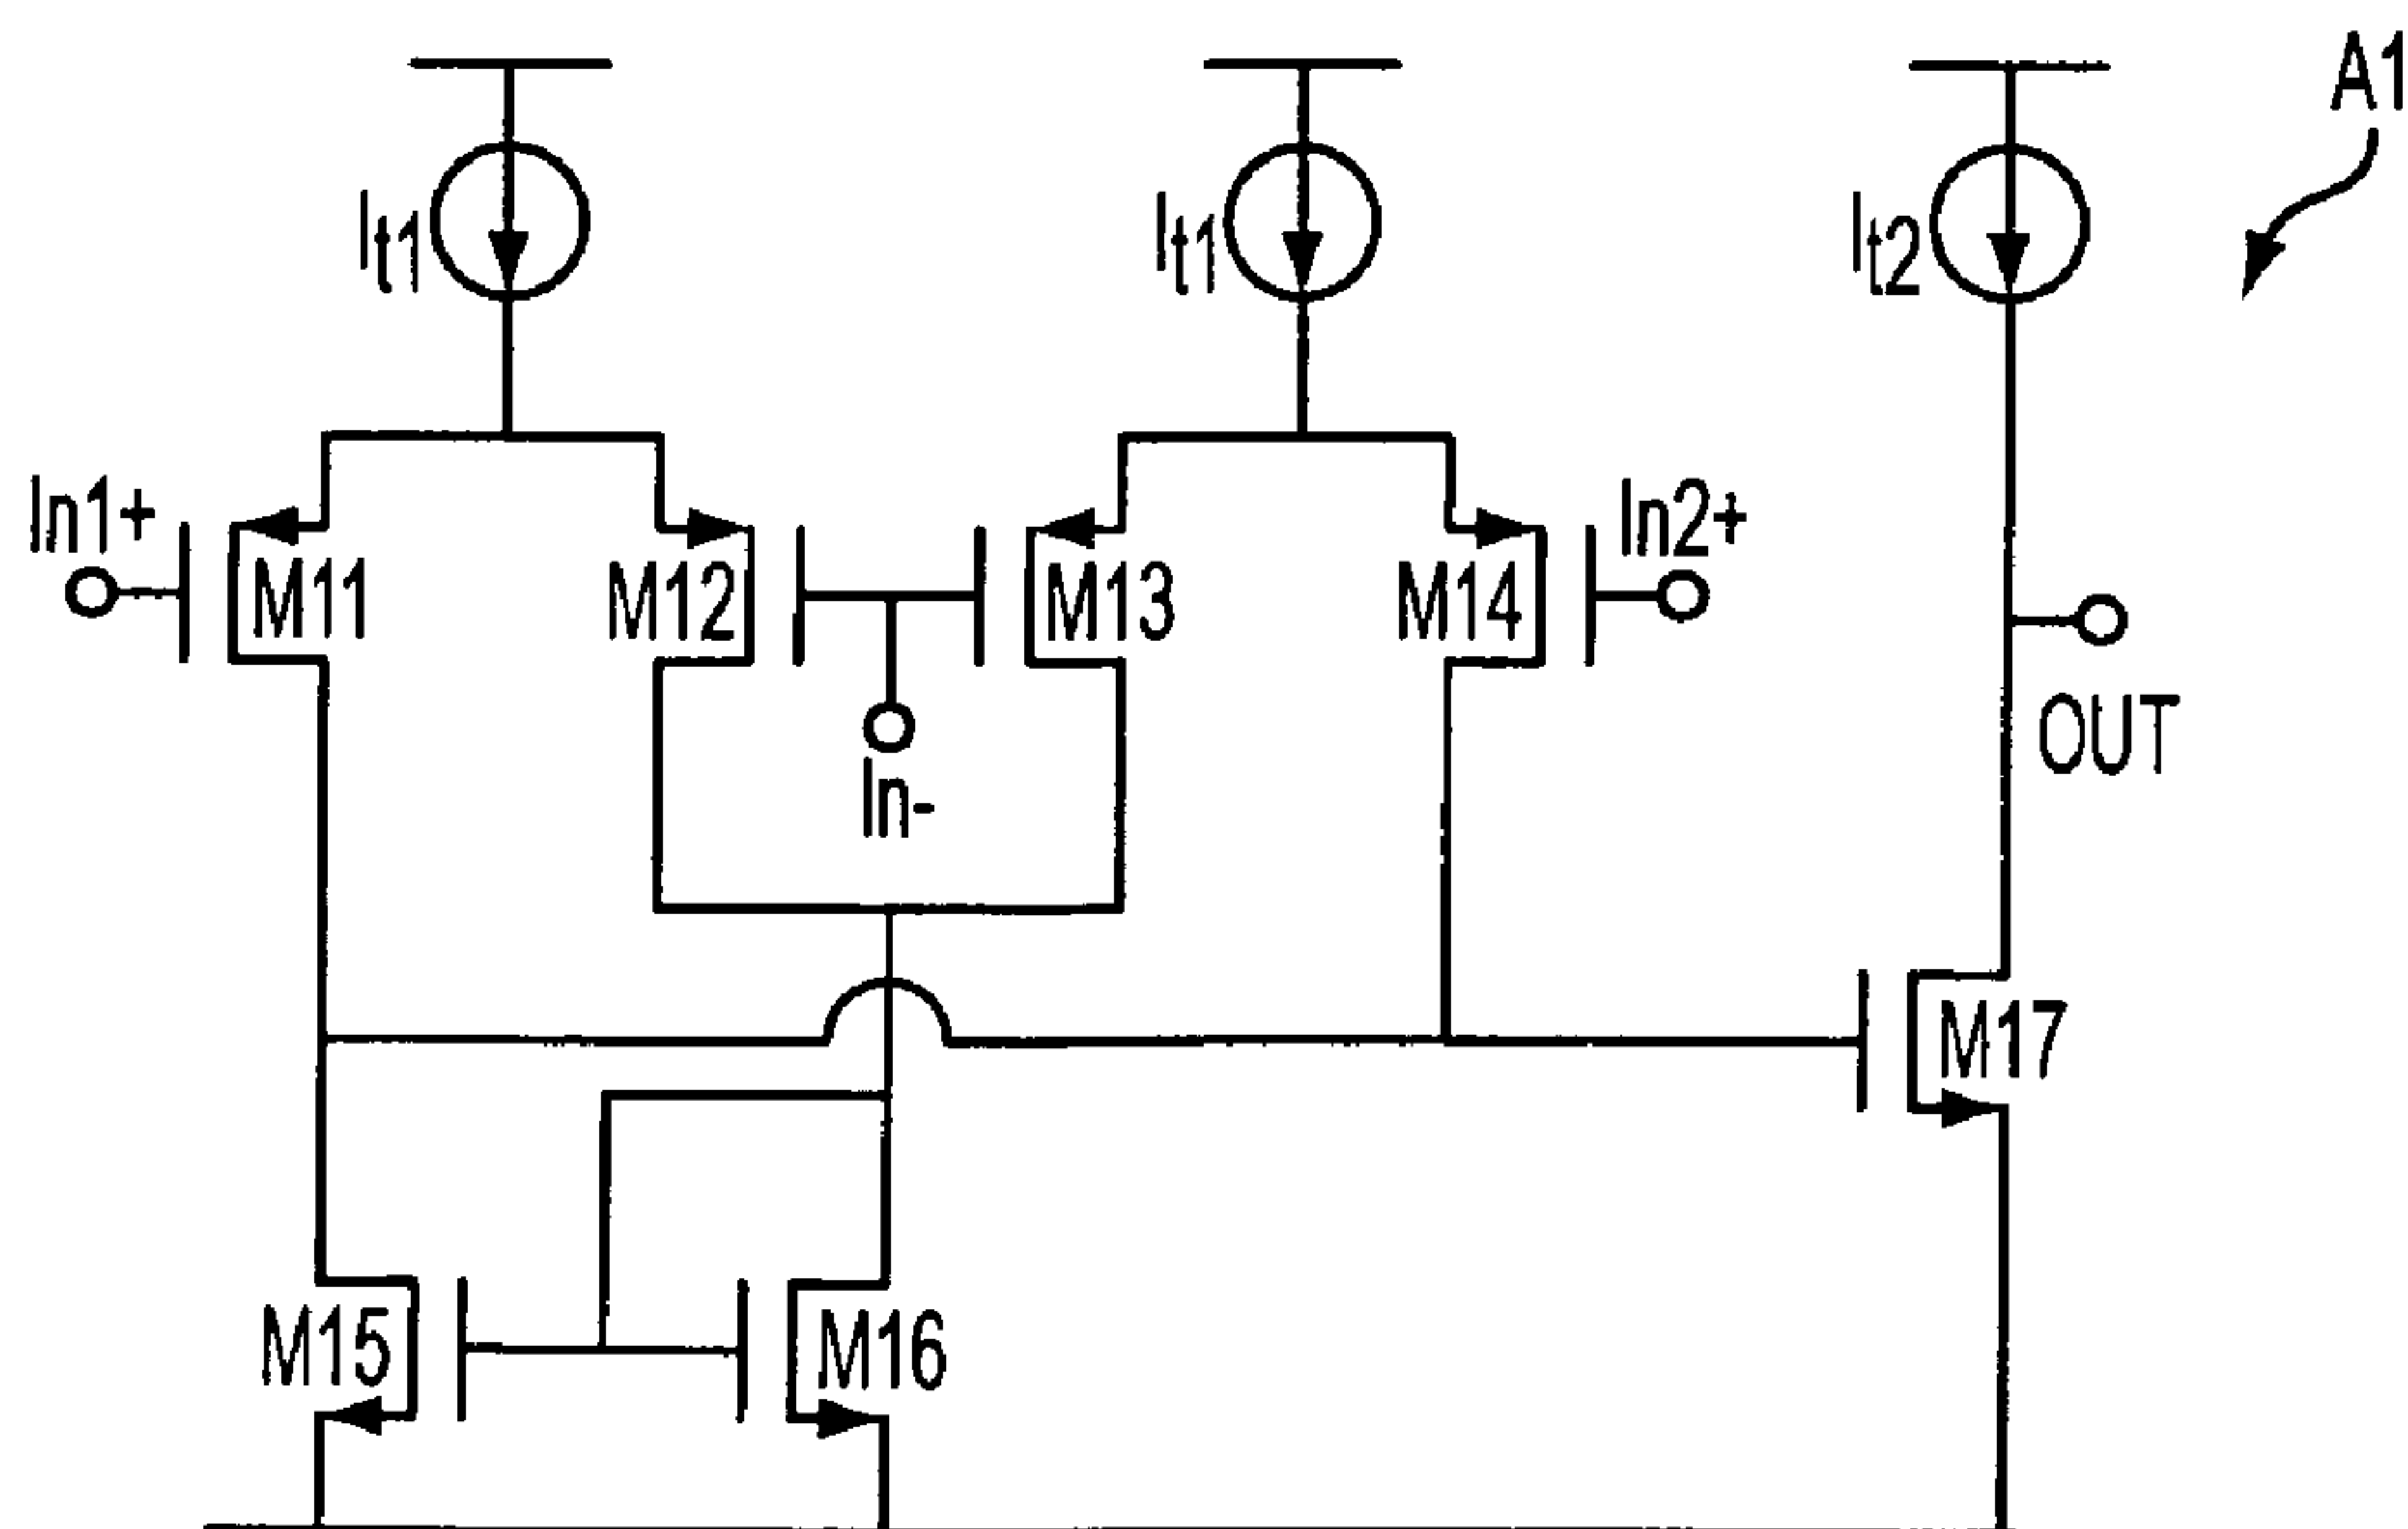 A1
It1
It1
It2
In1+
In2+
M11
M12
M13
M14
OUT
In-
M17
M15
M16